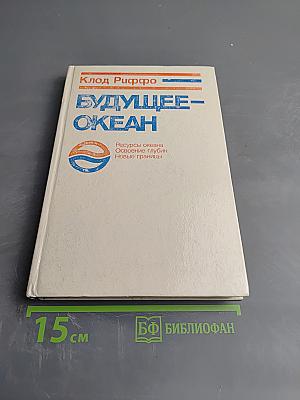 Клод Риффо
БУДУЩЕЕ–
ОКЕАН
Ресурсы океана
Освоение глубин
Новые границы
15 см
БФ БИБЛИОФАН